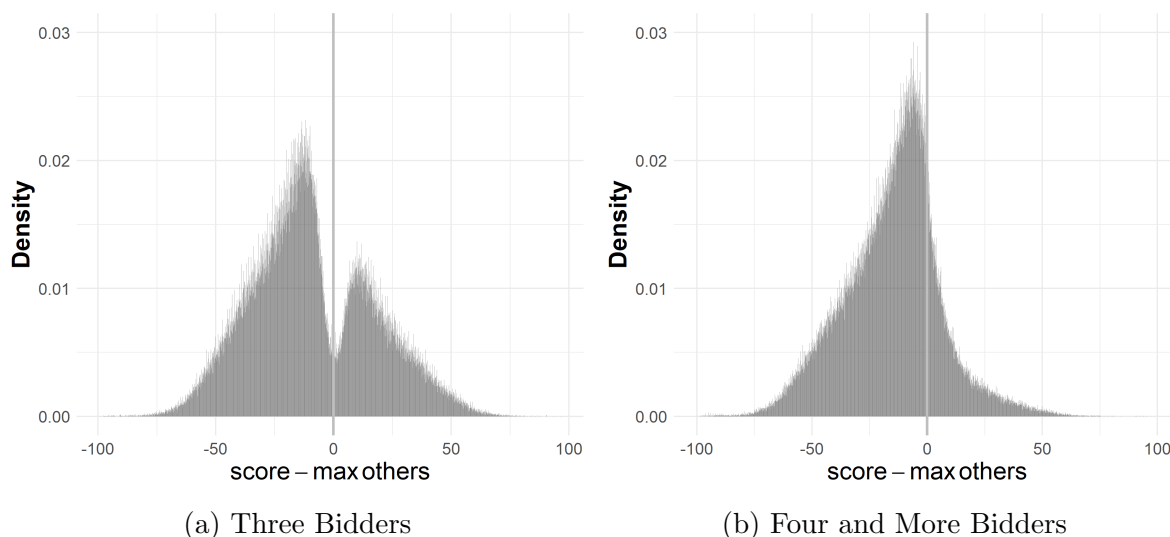 0.03
0.02
0.01
0.00
Density
-100 -50 0 50 100
score – max others
(a) Three Bidders
0.03
0.02
0.01
0.00
Density
-100 -50 0 50 100
score – max others
(b) Four and More Bidders